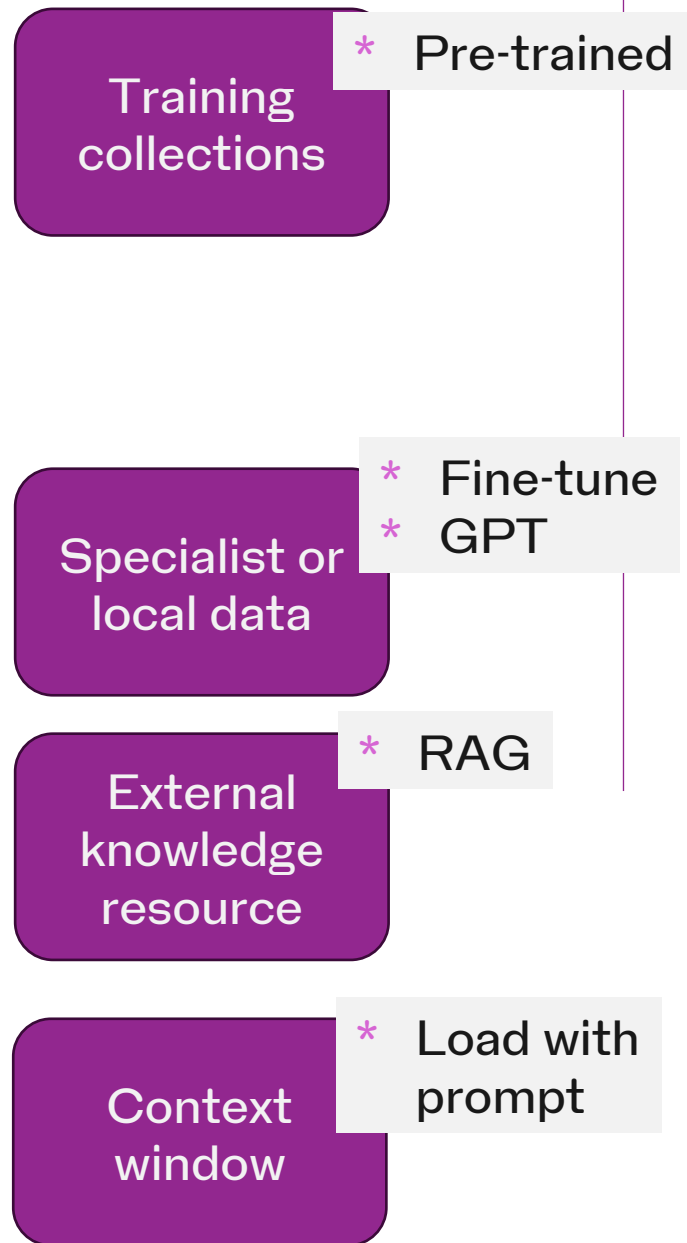 * Pre-trained
Training
collections
* Fine-tune
* GPT
Specialist or
local data
* RAG
External
knowledge
resource
* Load with
prompt
Context
window